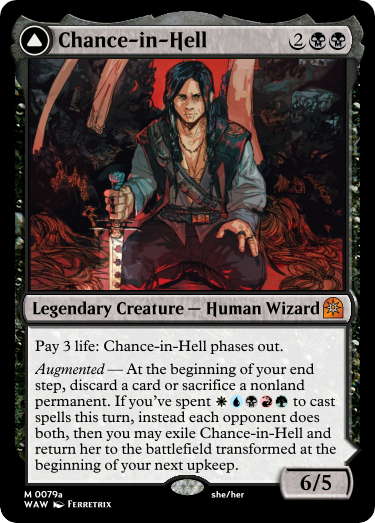 Chance-in-Hell 2
Legendary Creature — Human Wizard
Pay 3 life: Chance-in-Hell phases out.
Augmented — At the beginning of your end
step, discard a card or sacrifice a nonland
permanent. If you've spent to cast
spells this turn, instead each opponent does
both, then you may exile Chance-in-Hell and
return her to the battlefield transformed at the
beginning of your next upkeep.
6/5
M 0079a she/her
WAW Ferretrix